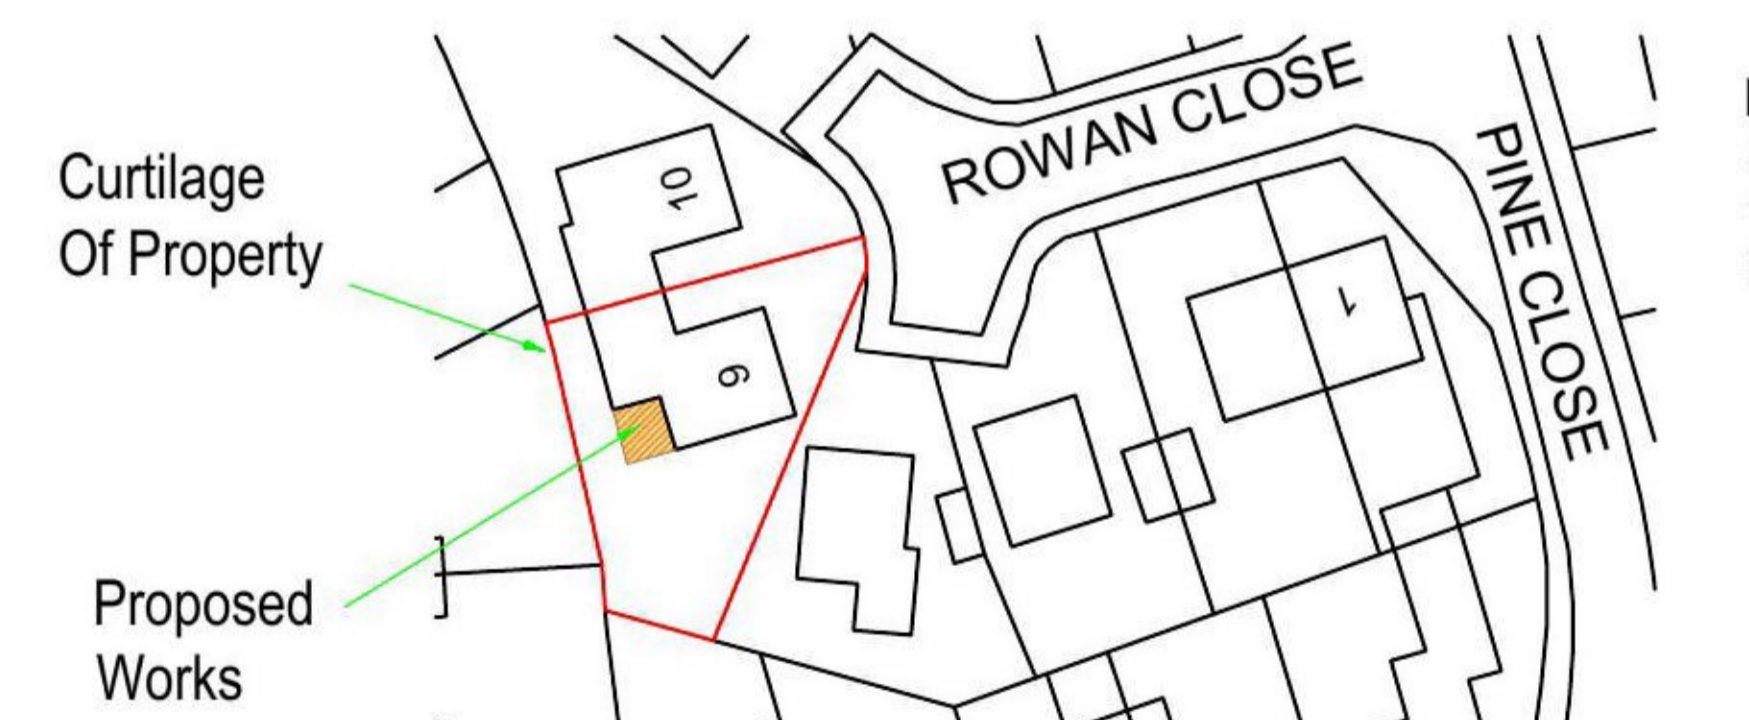 ROWAN CLOSE
PINE CLOSE
Curtilage
Of Property
10
9
1
Proposed
Works